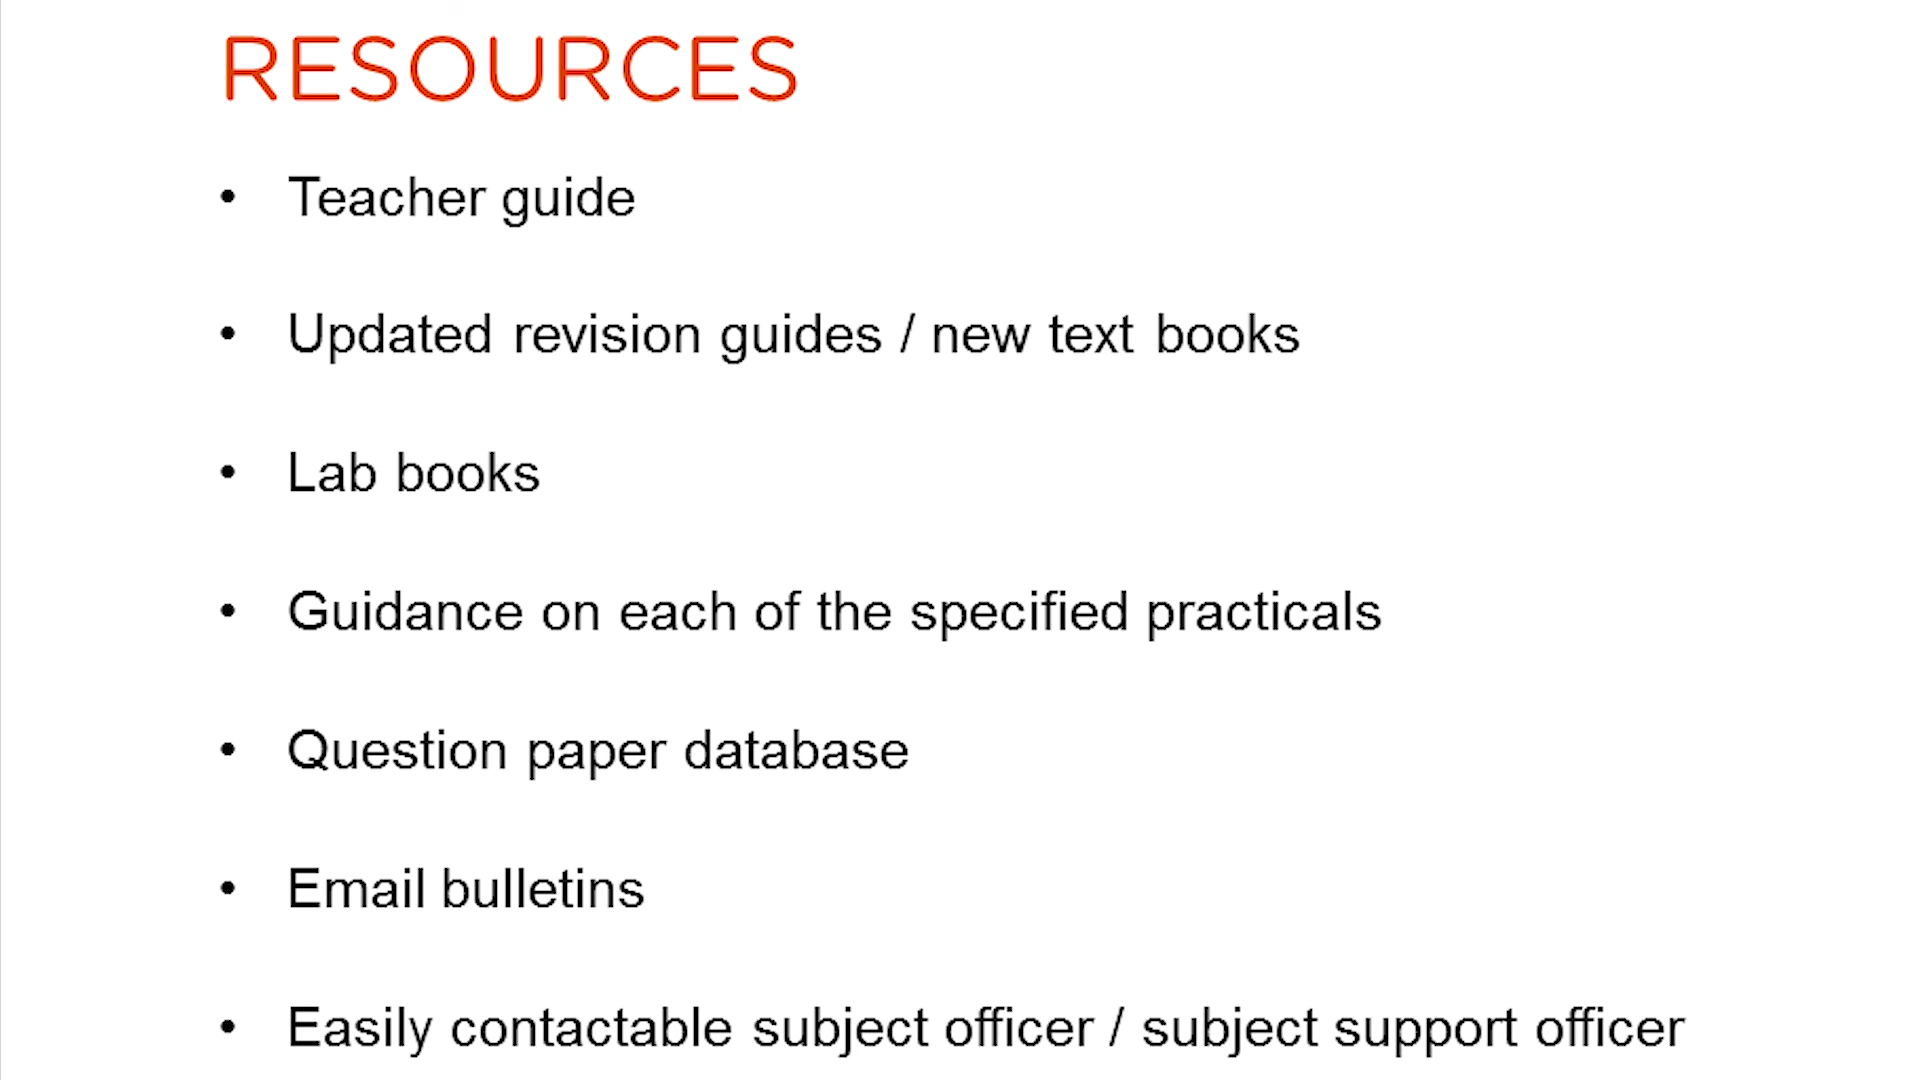 RESOURCES
• Teacher guide
• Updated revision guides / new text books
• Lab books
• Guidance on each of the specified practicals
• Question paper database
• Email bulletins
• Easily contactable subject officer / subject support officer